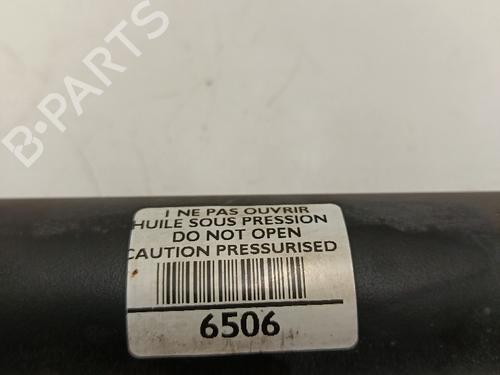 B-PARTS
! NE PAS OUVRIR
HUILE SOUS PRESSION
DO NOT OPEN
CAUTION PRESSURISED
6506